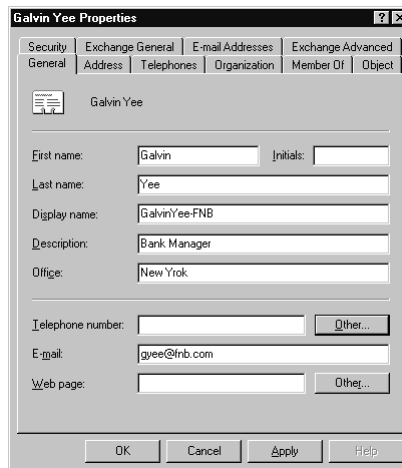 Galvin Yee Properties
Security Exchange General E-mail Addresses Exchange Advanced
General Address Telephones Organization Member Of Object
Galvin Yee
First name: Galvin Initials:
Last name: Yee
Display name: GalvinYee-FNB
Description: Bank Manager
Office: New Yrok
Telephone number: Other...
E-mail: gyee@fnb.com
Web page: Other...
OK Cancel Apply Help